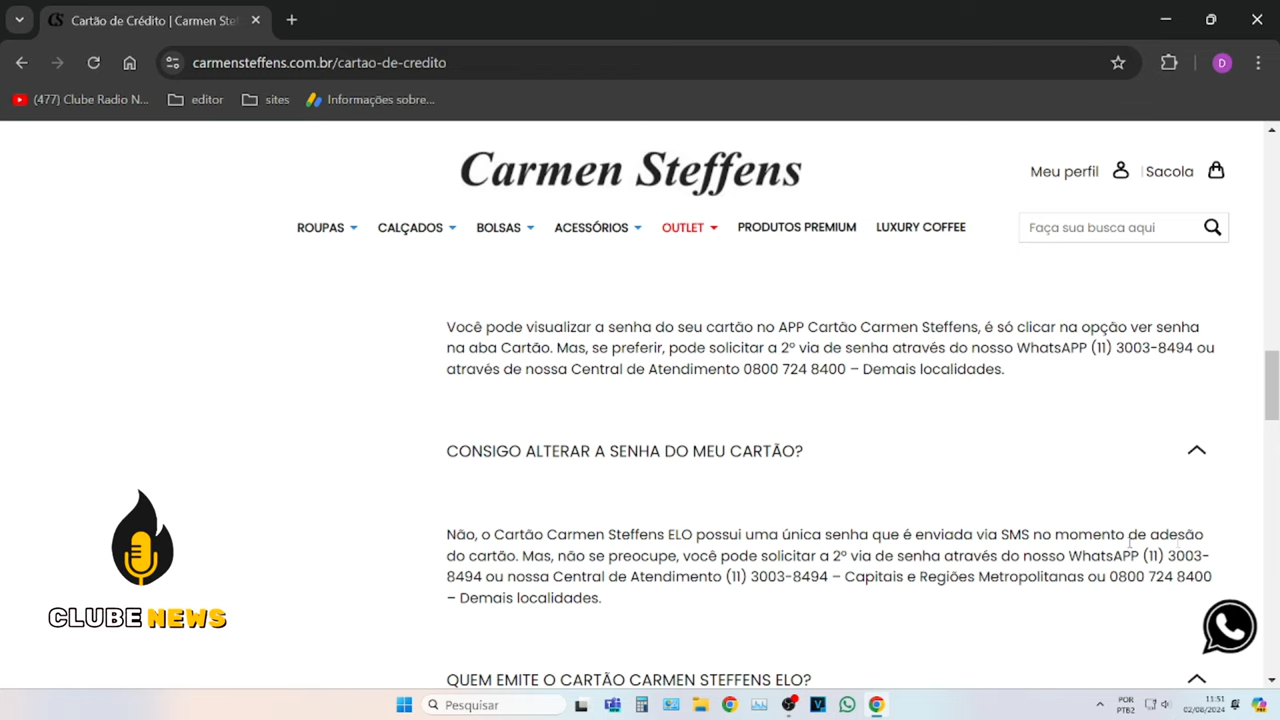 Cartão de Crédito | Carmen Ste
carmensteffens.com.br/cartao-de-credito
D
(477) Clube Radio N...
editor
sites
Informações sobre...
Carmen Steffens
Meu perfil
Sacola
ROUPAS
CALÇADOS
BOLSAS
ACESSÓRIOS
OUTLET
PRODUTOS PREMIUM
LUXURY COFFEE
Faça sua busca aqui
Você pode visualizar a senha do seu cartão no APP Cartão Carmen Steffens, é só clicar na opção ver senha
na aba Cartão. Mas, se preferir, pode solicitar a 2º via de senha através do nosso WhatsAPP (11) 3003-8494 ou
através de nossa Central de Atendimento 0800 724 8400 – Demais localidades.
CONSIGO ALTERAR A SENHA DO MEU CARTÃO?
Não, o Cartão Carmen Steffens ELO possui uma única senha que é enviada via SMS no momento de adesão
do cartão. Mas, não se preocupe, você pode solicitar a 2º via de senha através do nosso WhatsAPP (11) 3003-
8494 ou nossa Central de Atendimento (11) 3003-8494 – Capitais e Regiões Metropolitanas ou 0800 724 8400
– Demais localidades.
CLUBE NEWS
QUEM EMITE O CARTÃO CARMEN STEFFENS ELO?
Pesquisar
POR
PTB2
11:51
02/08/2024